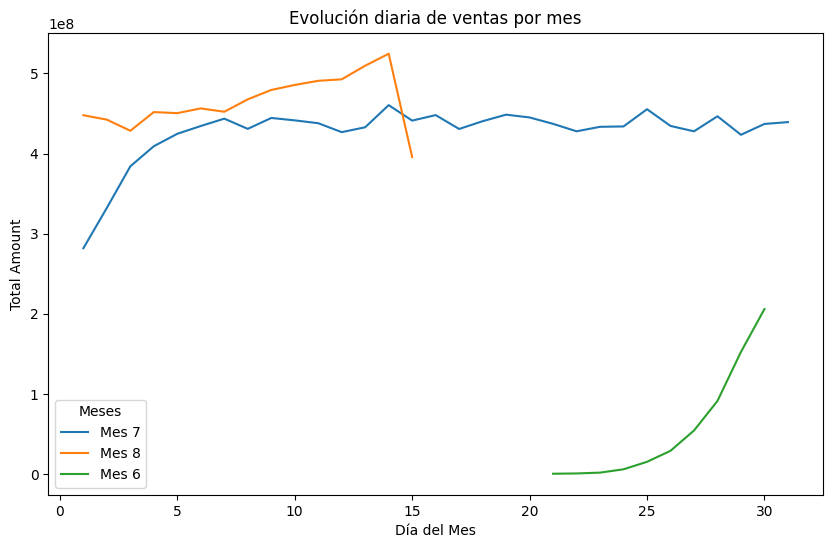 Evolución diaria de ventas por mes
1e8
5
4
3
2
1
0
Total Amount
Meses
Mes 7
Mes 8
Mes 6
0 5 10 15 20 25 30
Día del Mes